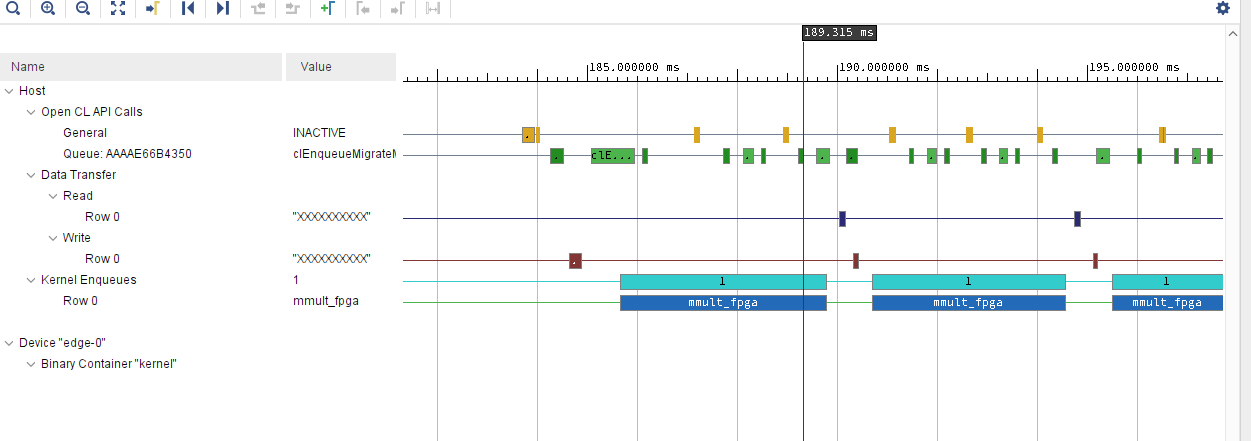 189.315 ms
Name Value 185.000000 ms 190.000000 ms 195.000000 ms
Host
Open CL API Calls
General INACTIVE
Queue: AAAAE66B4350 clEnqueueMigrateM clE...
Data Transfer
Read
Row 0 "XXXXXXXXXX"
Write
Row 0 "XXXXXXXXXX"
Kernel Enqueues 1 1 1 1
Row 0 mmult_fpga mmult_fpga mmult_fpga mmult_fpga
Device "edge-0"
Binary Container "kernel"